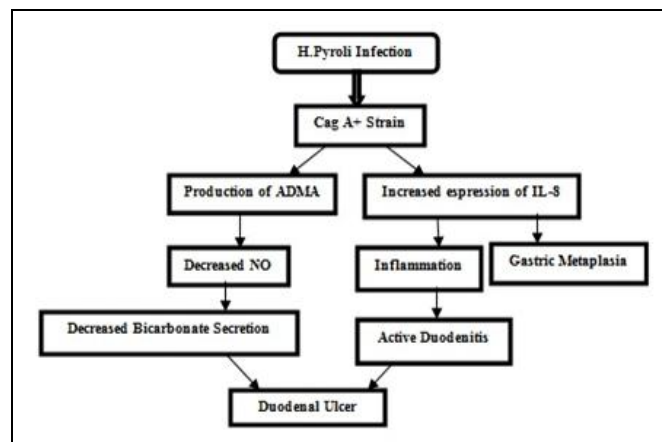 H.Pyroli Infection
Cag A+ Strain
Production of ADMA
Increased espression of IL-8
Decreased NO
Inflammation
Gastric Metaplasia
Decreased Bicarbonate Secretion
Active Duodenitis
Duodenal Ulcer